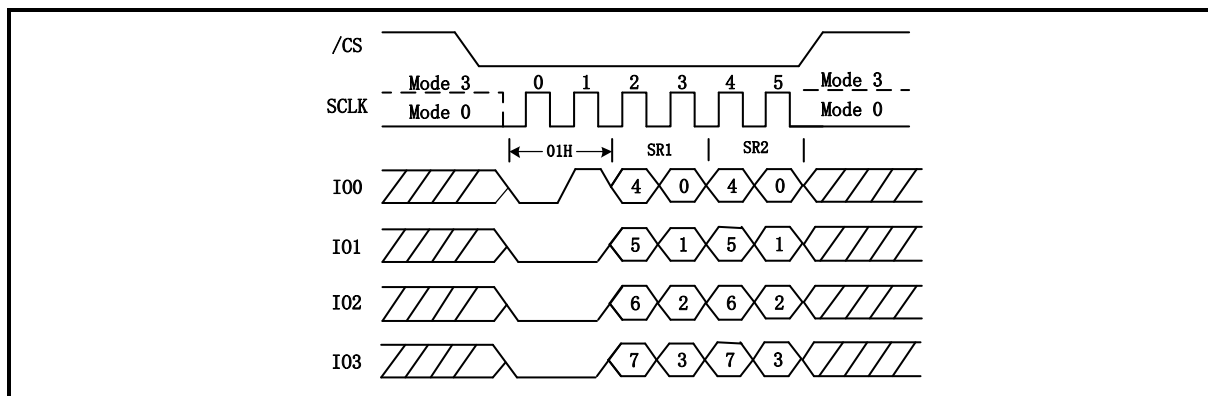 /CS
0 1 2 3 4 5
Mode 3 Mode 3
SCLK Mode 0 Mode 0
01H SR1 SR2
IO0 4 0 4 0
IO1 5 1 5 1
IO2 6 2 6 2
IO3 7 3 7 3